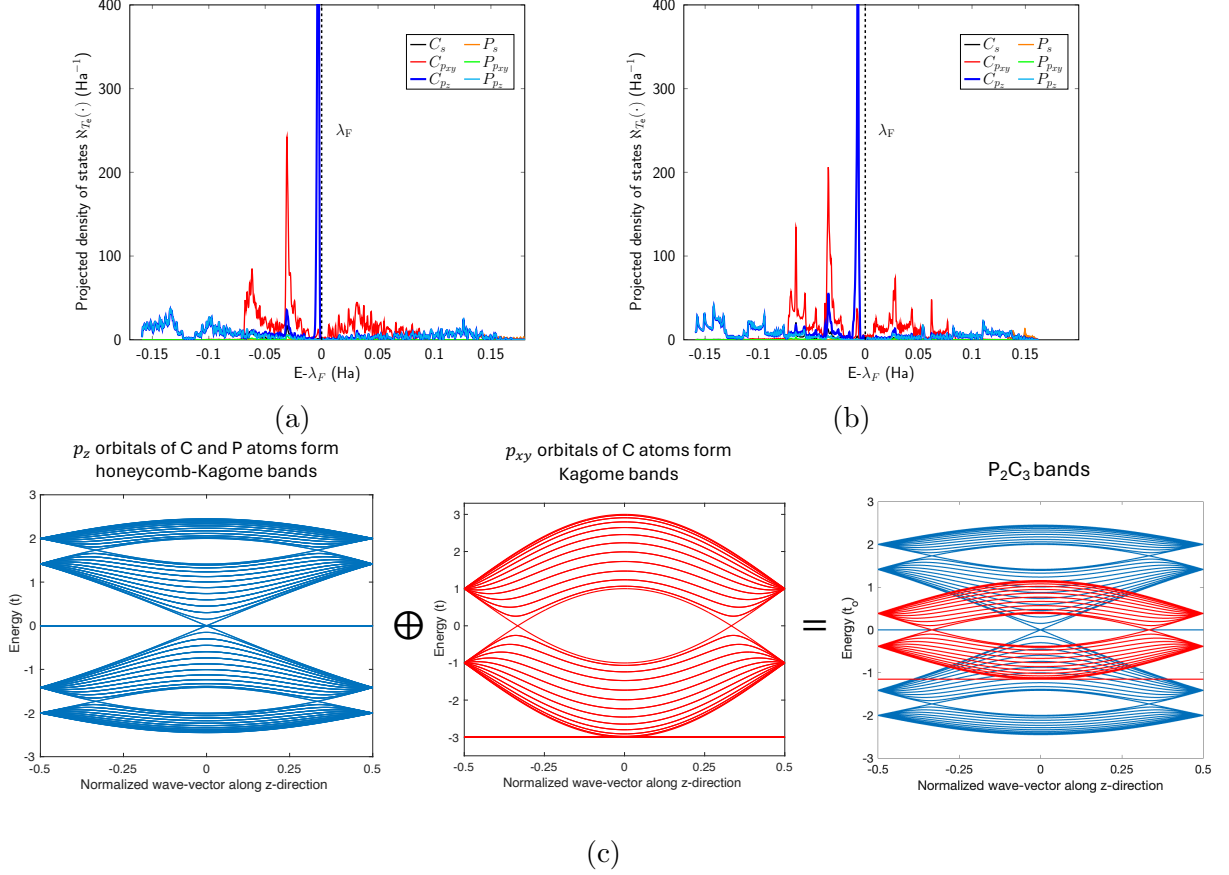 400
300
200
100
0
Projected density of states ℵ_{T_e}(·) (Ha⁻¹)
C_s P_s
C_{p_{xy}} P_{p_{xy}}
C_{p_z} P_{p_z}
λ_F
-0.15 -0.1 -0.05 0 0.05 0.1 0.15
E-λ_F (Ha)
(a)
400
300
200
100
0
Projected density of states ℵ_{T_e}(·) (Ha⁻¹)
C_s P_s
C_{p_{xy}} P_{p_{xy}}
C_{p_z} P_{p_z}
λ_F
-0.15 -0.1 -0.05 0 0.05 0.1 0.15
E-λ_F (Ha)
(b)
p_z orbitals of C and P atoms form
honeycomb-Kagome bands
3
2
1
0
-1
-2
-3
Energy (t)
-0.5 -0.25 0 0.25 0.5
Normalized wave-vector along z-direction
⊕
p_{xy} orbitals of C atoms form
Kagome bands
3
2
1
0
-1
-2
-3
Energy (t)
-0.5 -0.25 0 0.25 0.5
Normalized wave-vector along z-direction
=
P₂C₃ bands
3
2
1
0
-1
-2
-3
Energy (t_o)
-0.5 -0.25 0 0.25 0.5
Normalized wave-vector along z-direction
(c)